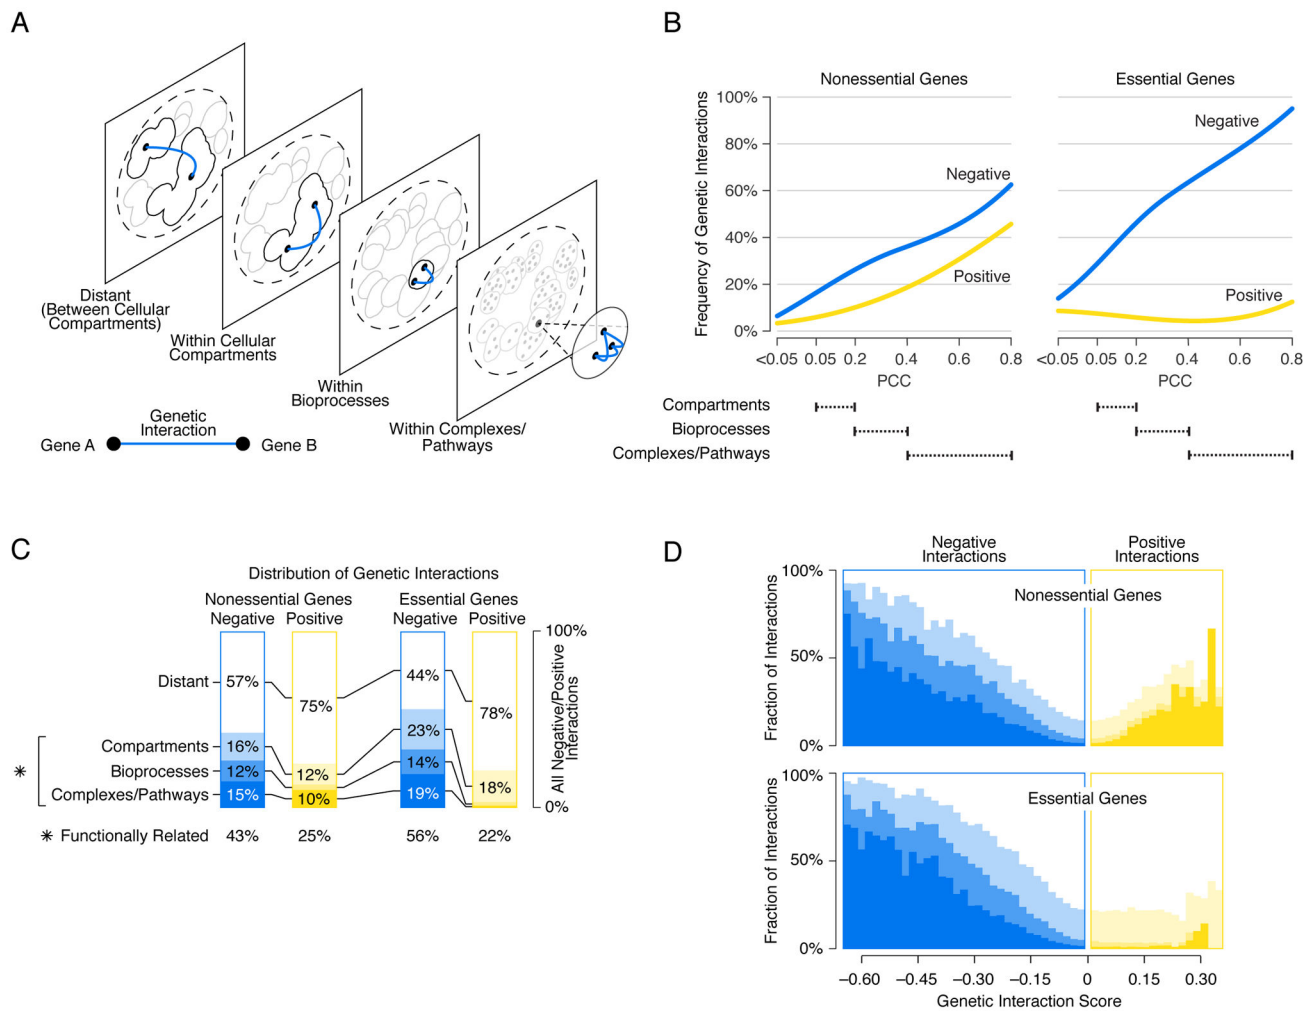 A
Distant
(Between Cellular
Compartments)
Within Cellular
Compartments
Within
Bioprocesses
Within Complexes/
Pathways
Genetic
Interaction
Gene A
Gene B
B
Nonessential Genes
Essential Genes
Frequency of Genetic Interactions
100%
80%
60%
40%
20%
0%
Negative
Positive
Negative
Positive
<0.05 0.05 0.2 0.4 0.6 0.8
PCC
<0.05 0.05 0.2 0.4 0.6 0.8
PCC
Compartments
Bioprocesses
Complexes/Pathways
C
Distribution of Genetic Interactions
Nonessential Genes Essential Genes
Negative Positive Negative Positive
100%
0%
All Negative/Positive
Interactions
Distant 57% 75% 44% 78%
Compartments 16% 12% 23% 18%
Bioprocesses 12% 14%
Complexes/Pathways 15% 10% 19%
* Functionally Related 43% 25% 56% 22%
*
D
Negative
Interactions
Positive
Interactions
Fraction of Interactions
100%
50%
0%
Nonessential Genes
Fraction of Interactions
100%
50%
0%
Essential Genes
−0.60 −0.45 −0.30 −0.15 0 0.15 0.30
Genetic Interaction Score